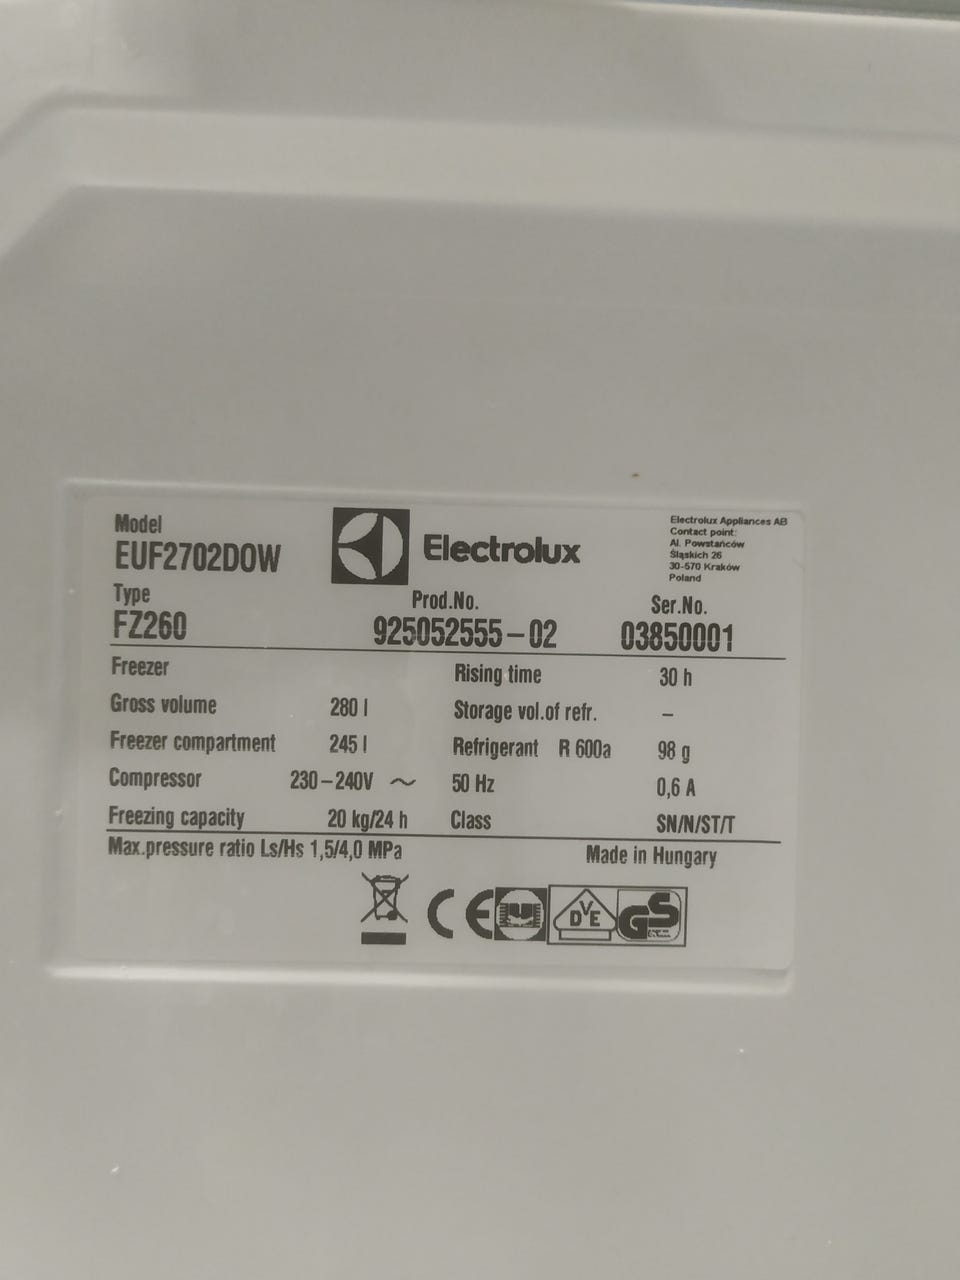 Model
EUF2702DOW
Electrolux
Electrolux Appliances AB
Contact point:
Al. Powstańców
Śląskich 26
30-570 Kraków
Poland
Type
FZ260
Prod.No.
925052555-02
Ser.No.
03850001
Freezer
Rising time 30 h
Gross volume 280 l
Storage vol.of refr. –
Freezer compartment 245 l
Refrigerant R 600a 98 g
Compressor 230-240V ~ 50 Hz 0,6 A
Freezing capacity 20 kg/24 h
Class SN/N/ST/T
Max.pressure ratio Ls/Hs 1,5/4,0 MPa
Made in Hungary
CE
DVE
GS